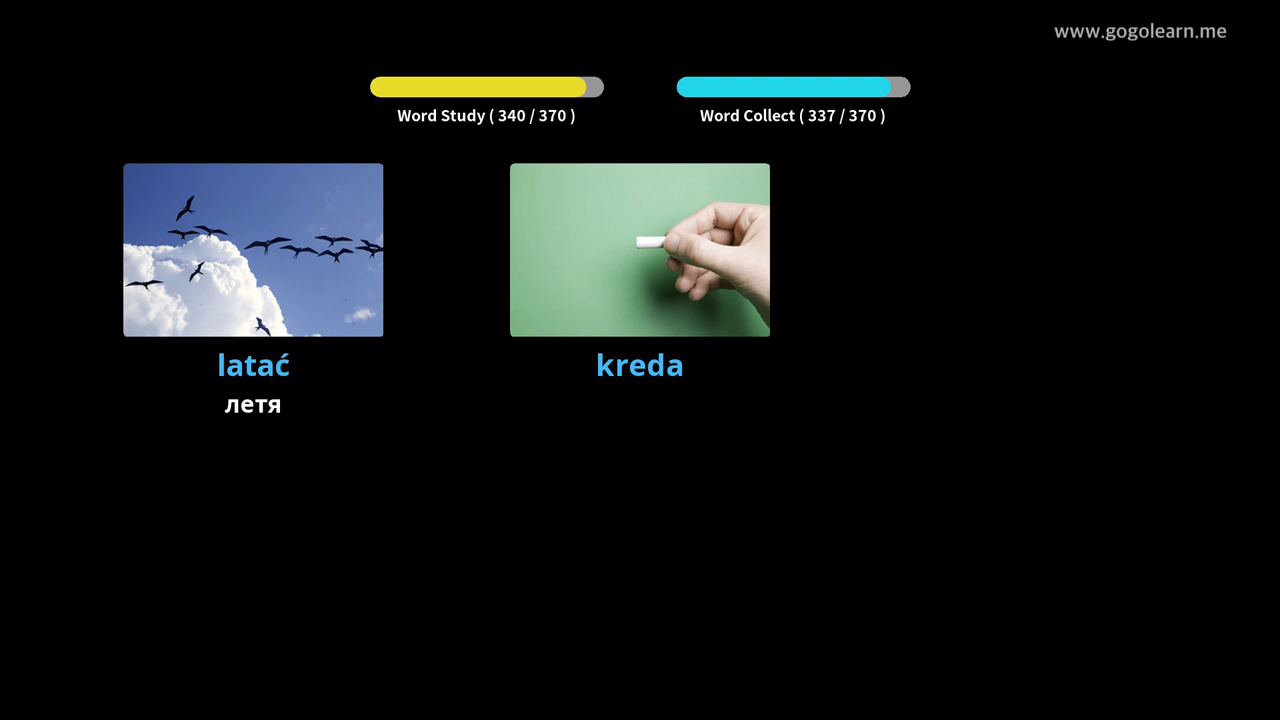 www.gogolearn.me
Word Study ( 340 / 370 )
Word Collect ( 337 / 370 )
latać
kreda
летя